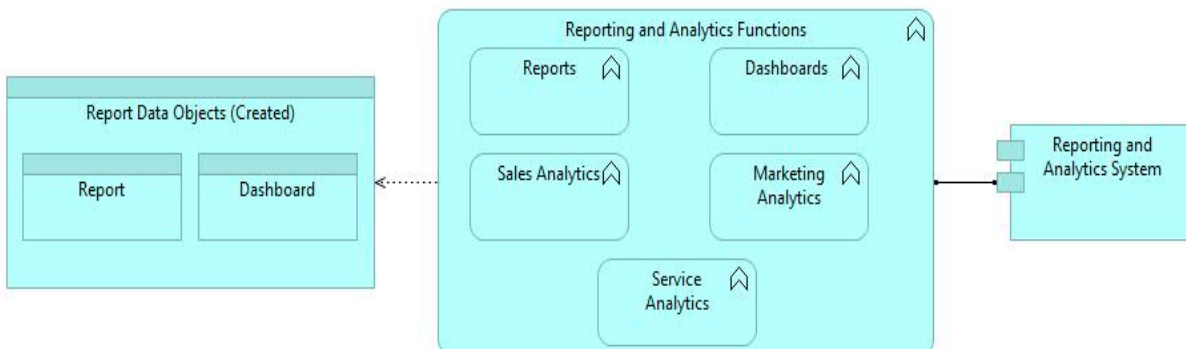 Reporting and Analytics Functions
Reports
Dashboards
Report Data Objects (Created)
Report
Dashboard
Sales Analytics
Marketing
Analytics
Service
Analytics
Reporting and
Analytics System